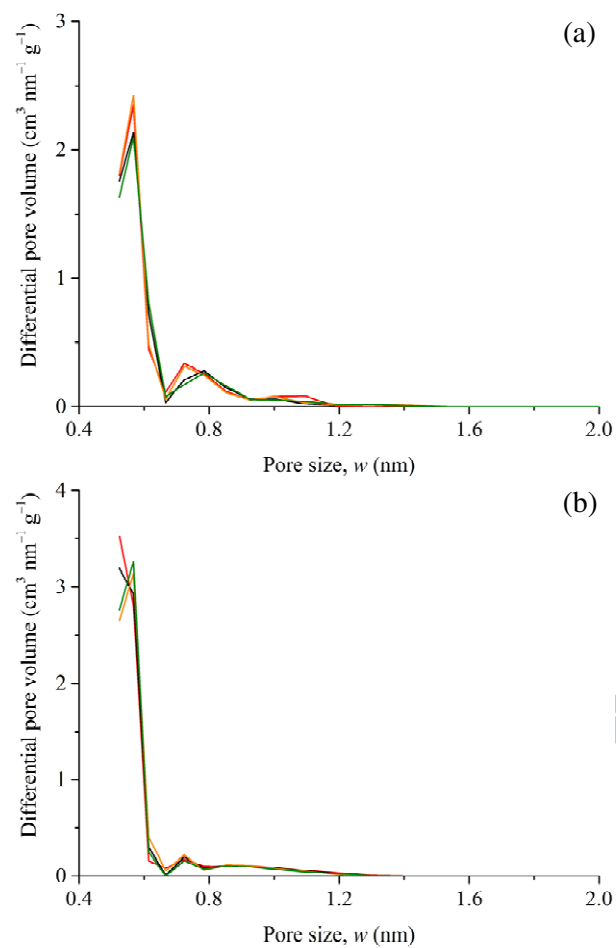 (a)
Differential pore volume (cm³ nm⁻¹ g⁻¹)
3
2
1
0
0.4 0.8 1.2 1.6 2.0
Pore size, w (nm)
(b)
Differential pore volume (cm³ nm⁻¹ g⁻¹)
4
3
2
1
0
0.4 0.8 1.2 1.6 2.0
Pore size, w (nm)